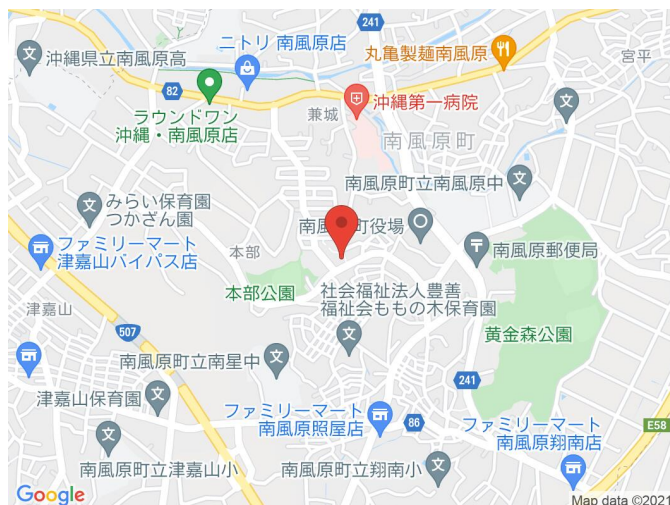 241
ニトリ 南風原店
丸亀製麺南風原
宮平
沖縄県立南風原高
82
ラウンドワン
沖縄・南風原店
兼城
沖縄第一病院
南風原町
南風原町立南風原中
みらい保育園
つかざん園
南風
町役場
南風原郵便局
ファミリーマート
津嘉山バイパス店
本部
本部公園
社会福祉法人豊善
福祉会ももの木保育園
津嘉山
黄金森公園
507
南風原町立南星中
241
津嘉山保育園
ファミリーマート
南風原照屋店
86
ファミリーマート
南風原翔南店
E58
南風原町立津嘉山小
南風原町立翔南小
Google
Map data ©2021